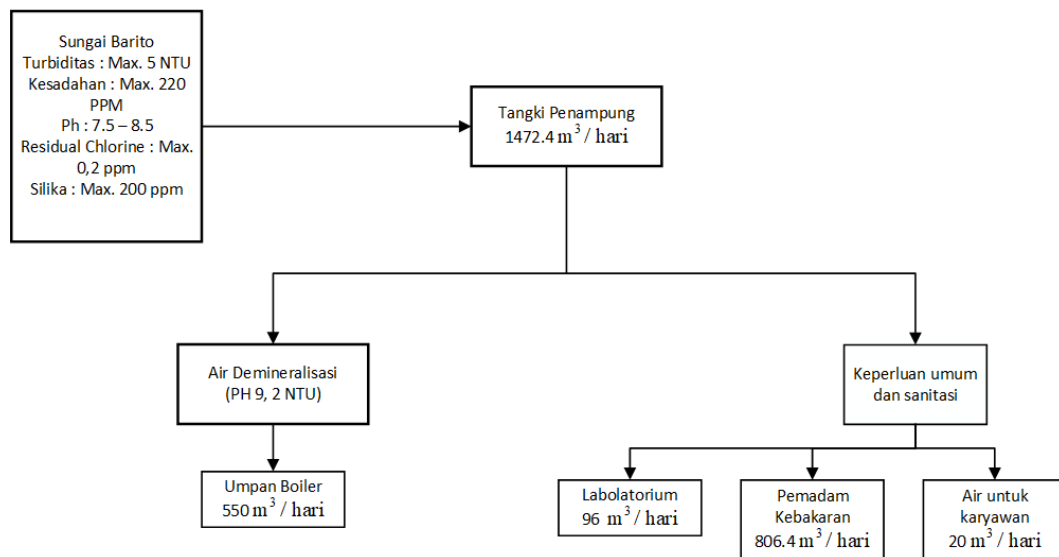 Sungai Barito
Turbiditas : Max. 5 NTU
Kesadahan : Max. 220
PPM
Ph : 7.5 – 8.5
Residual Chlorine : Max.
0,2 ppm
Silika : Max. 200 ppm
Tangki Penampung
1472.4 m³ / hari
Air Demineralisasi
(PH 9, 2 NTU)
Keperluan umum
dan sanitasi
Umpan Boiler
550 m³ / hari
Labolatorium
96 m³ / hari
Pemadam
Kebakaran
806.4 m³ / hari
Air untuk
karyawan
20 m³ / hari